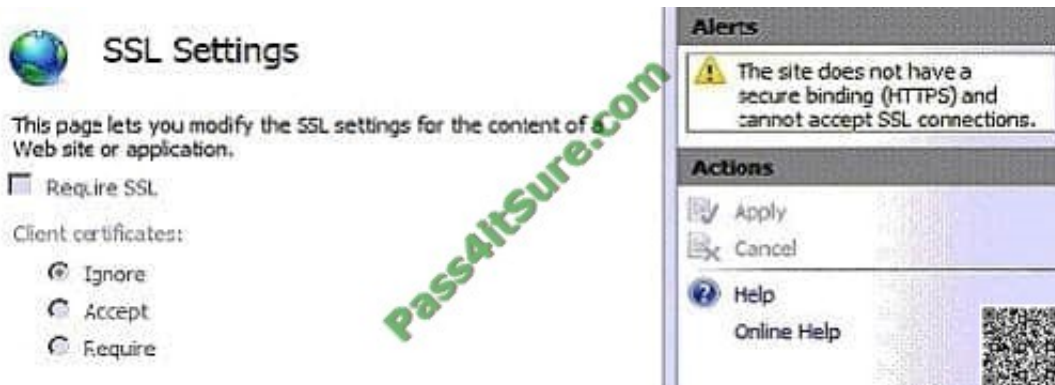 SSL Settings
This page lets you modify the SSL settings for the content of a
Web site or application.
Require SSL
Client certificates:
Ignore
Accept
Require
Pass4itSure.com
Alerts
The site does not have a
secure binding (HTTPS) and
cannot accept SSL connections.
Actions
Apply
Cancel
Help
Online Help